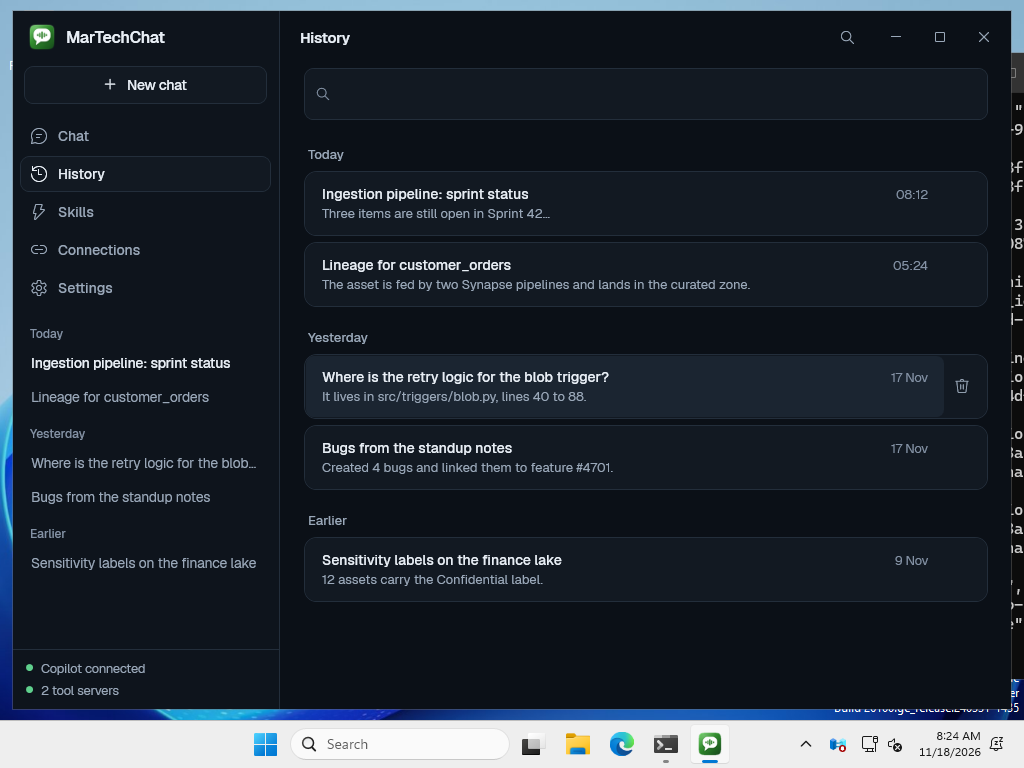 MarTechChat
New chat
Chat
History
Skills
Connections
Settings
Today
Ingestion pipeline: sprint status
Lineage for customer_orders
Yesterday
Where is the retry logic for the blob…
Bugs from the standup notes
Earlier
Sensitivity labels on the finance lake
Copilot connected
2 tool servers
History
Today
Ingestion pipeline: sprint status
08:12
Three items are still open in Sprint 42…
Lineage for customer_orders
05:24
The asset is fed by two Synapse pipelines and lands in the curated zone.
Yesterday
Where is the retry logic for the blob trigger?
17 Nov
It lives in src/triggers/blob.py, lines 40 to 88.
Bugs from the standup notes
17 Nov
Created 4 bugs and linked them to feature #4701.
Earlier
Sensitivity labels on the finance lake
9 Nov
12 assets carry the Confidential label.
Search
8:24 AM
11/18/2026